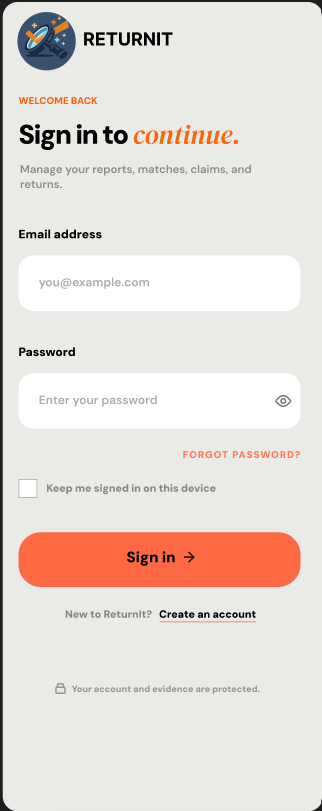 RETURNIT
WELCOME BACK
Sign in to continue.
Manage your reports, matches, claims, and
returns.
Email address
you@example.com
Password
Enter your password
FORGOT PASSWORD?
Keep me signed in on this device
Sign in →
New to ReturnIt? Create an account
Your account and evidence are protected.